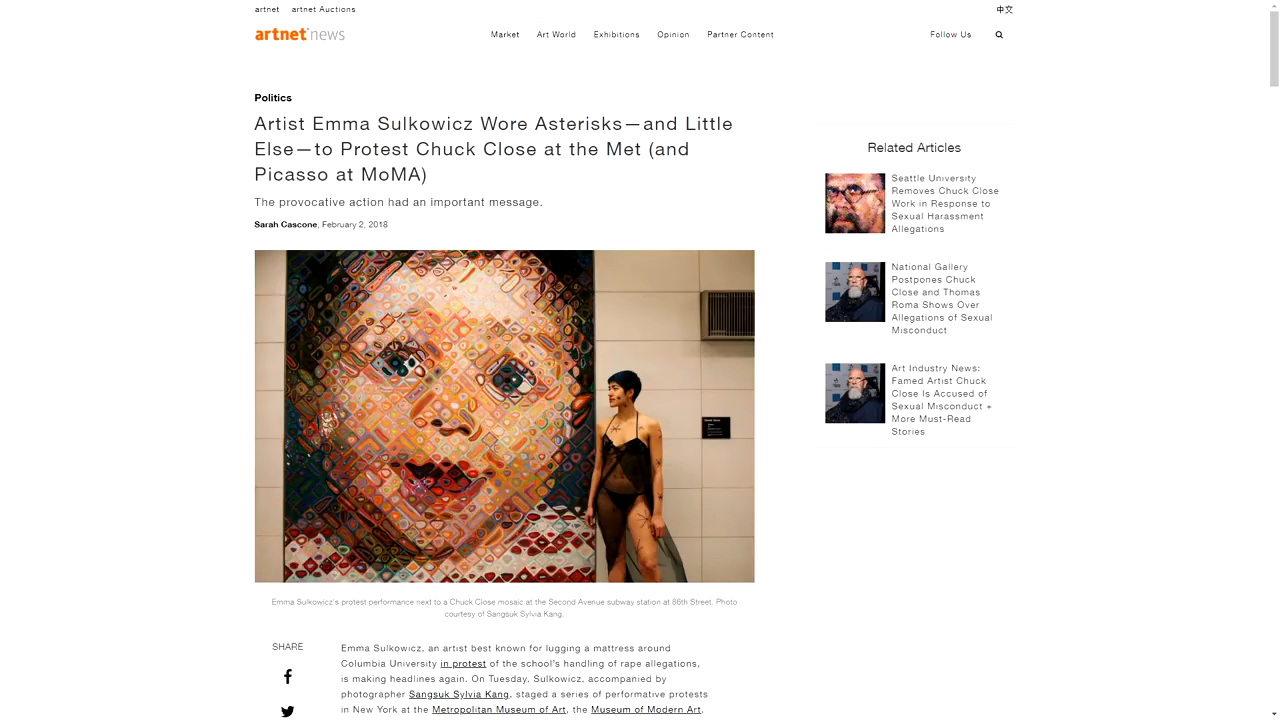 artnet artnet Auctions 中文
artnet news Market Art World Exhibitions Opinion Partner Content Follow Us
Politics
Artist Emma Sulkowicz Wore Asterisks—and Little
Else—to Protest Chuck Close at the Met (and
Picasso at MoMA)
The provocative action had an important message.
Sarah Cascone, February 2, 2018
Emma Sulkowicz's protest performance next to a Chuck Close mosaic at the Second Avenue subway station at 86th Street. Photo
courtesy of Sangsuk Sylvia Kang.
SHARE
Emma Sulkowicz, an artist best known for lugging a mattress around
Columbia University in protest of the school's handling of rape allegations,
is making headlines again. On Tuesday, Sulkowicz, accompanied by
photographer Sangsuk Sylvia Kang, staged a series of performative protests
in New York at the Metropolitan Museum of Art, the Museum of Modern Art,
Related Articles
Seattle University
Removes Chuck Close
Work in Response to
Sexual Harassment
Allegations
National Gallery
Postpones Chuck
Close and Thomas
Roma Shows Over
Allegations of Sexual
Misconduct
Art Industry News:
Famed Artist Chuck
Close Is Accused of
Sexual Misconduct +
More Must-Read
Stories